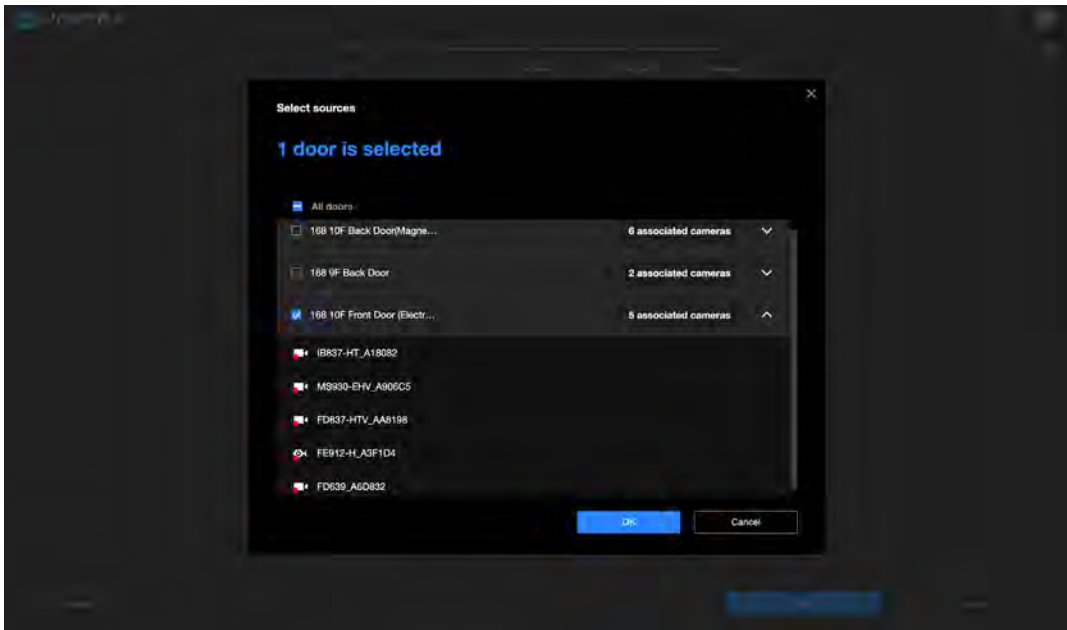 Select sources
1 door is selected
All doors
168 10F Back Door(Magne... 6 associated cameras
168 9F Back Door 2 associated cameras
168 10F Front Door (Electr... 5 associated cameras
IB837-HT_A18082
MS930-EHV_A906C5
FD837-HTV_AA8198
FE912-H_A3F1D4
FD639_A6D832
OK Cancel